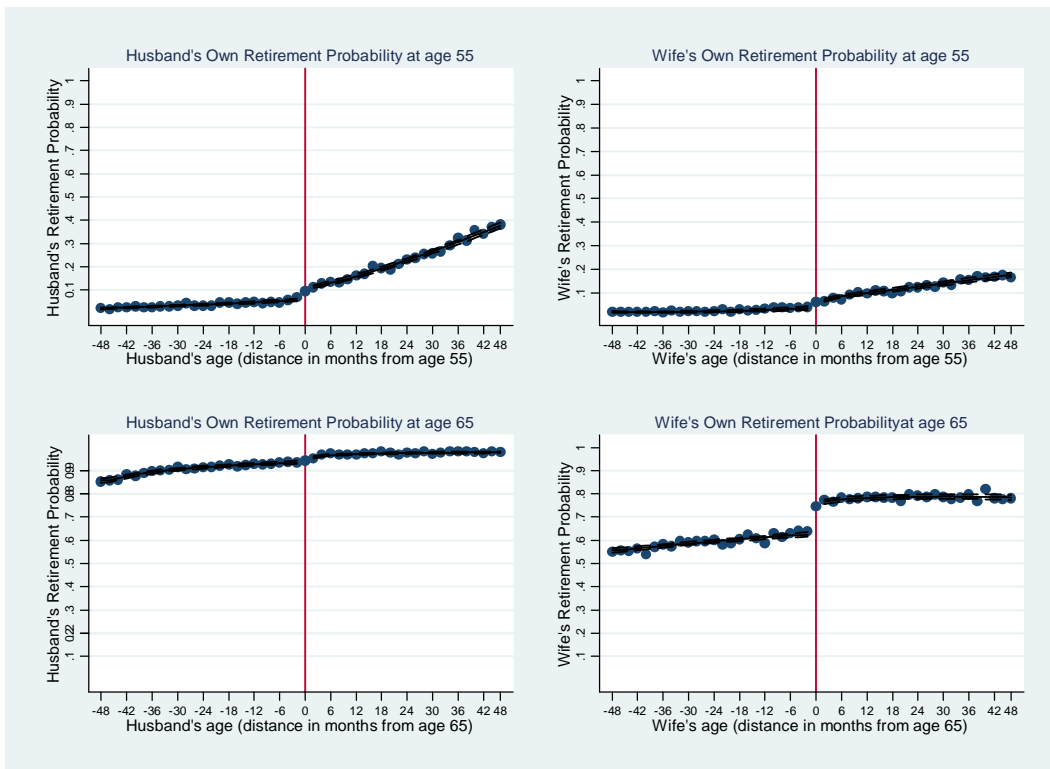 Husband's Own Retirement Probability at age 55
Husband's Retirement Probability
0.1 .2 .3 .4 .5 .6 .7 .8 .9 1
-48 -42 -36 -30 -24 -18 -12 -6 0 6 12 18 24 30 36 42 48
Husband's age (distance in months from age 55)
Wife's Own Retirement Probability at age 55
Wife's Retirement Probability
.1 .2 .3 .4 .5 .6 .7 .8 .9 1
-48 -42 -36 -30 -24 -18 -12 -6 0 6 12 18 24 30 36 42 48
Wife's age (distance in months from age 55)
Husband's Own Retirement Probability at age 65
Husband's Retirement Probability
.1 .3 .4 .5 .6 .7
-48 -42 -36 -30 -24 -18 -12 -6 0 6 12 18 24 30 36 42 48
Husband's age (distance in months from age 65)
Wife's Own Retirement Probabilityat age 65
Wife's Retirement Probability
.1 .2 .3 .4 .5 .6 .7 .8 .9 1
-48 -42 -36 -30 -24 -18 -12 -6 0 6 12 18 24 30 36 42 48
Wife's age (distance in months from age 65)